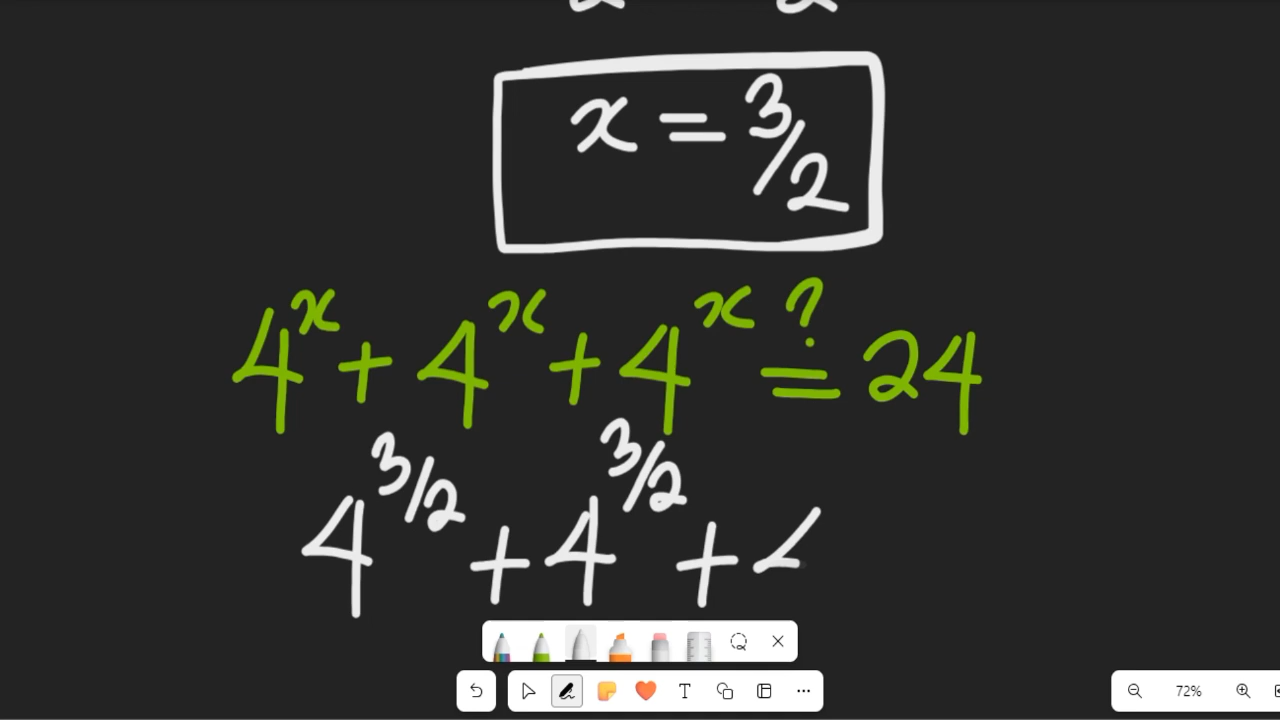 x = 3/2
4^x + 4^x + 4^x ?= 24
4^3/2 + 4^3/2 +
T
72%